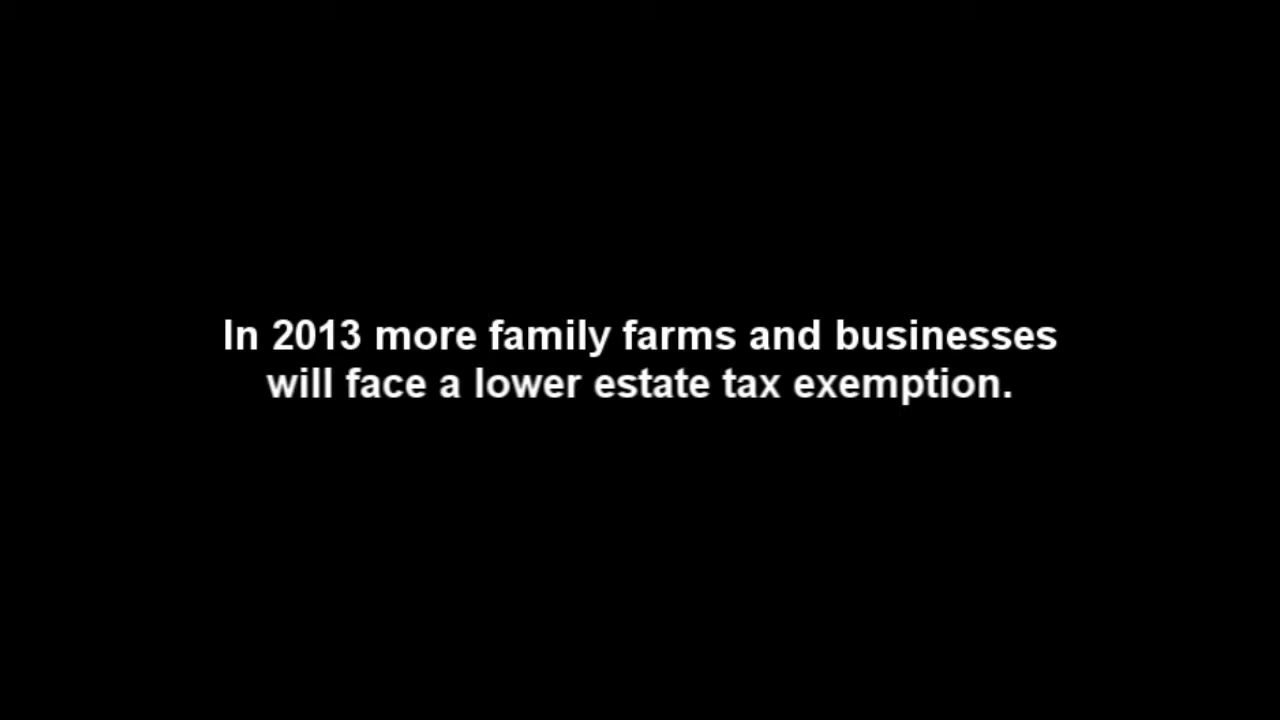 In 2013 more family farms and businesses
will face a lower estate tax exemption.